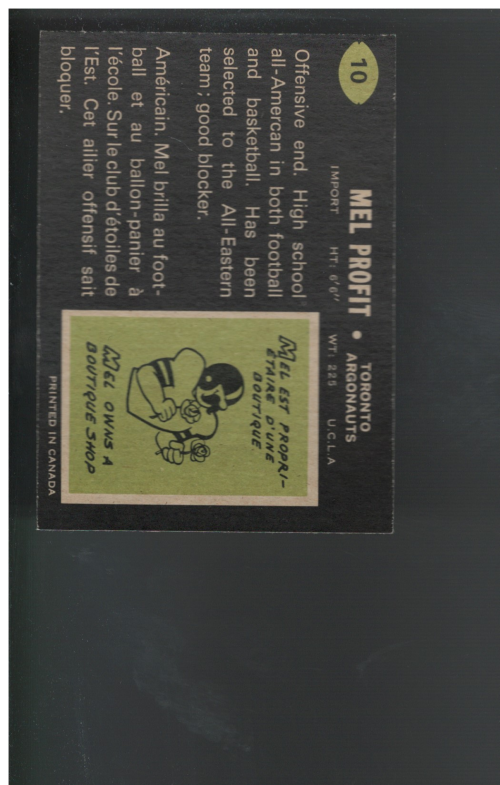 10
MEL PROFIT • TORONTO
ARGONAUTS
IMPORT HT: 6'6" WT: 225 U.C.L.A
Offensive end. High school
all-Amercan in both football
and basketball. Has been
selected to the All-Eastern
team; good blocker.
Américain. Mel brilla au foot-
ball et au ballon-panier à
l'école. Sur le club d'étoiles de
l'Est. Cet ailier offensif sait
bloquer.
MEL EST PROPRI-
ÉTAIRE D'UNE
BOUTIQUE
MEL OWNS A
BOUTIQUE SHOP
PRINTED IN CANADA